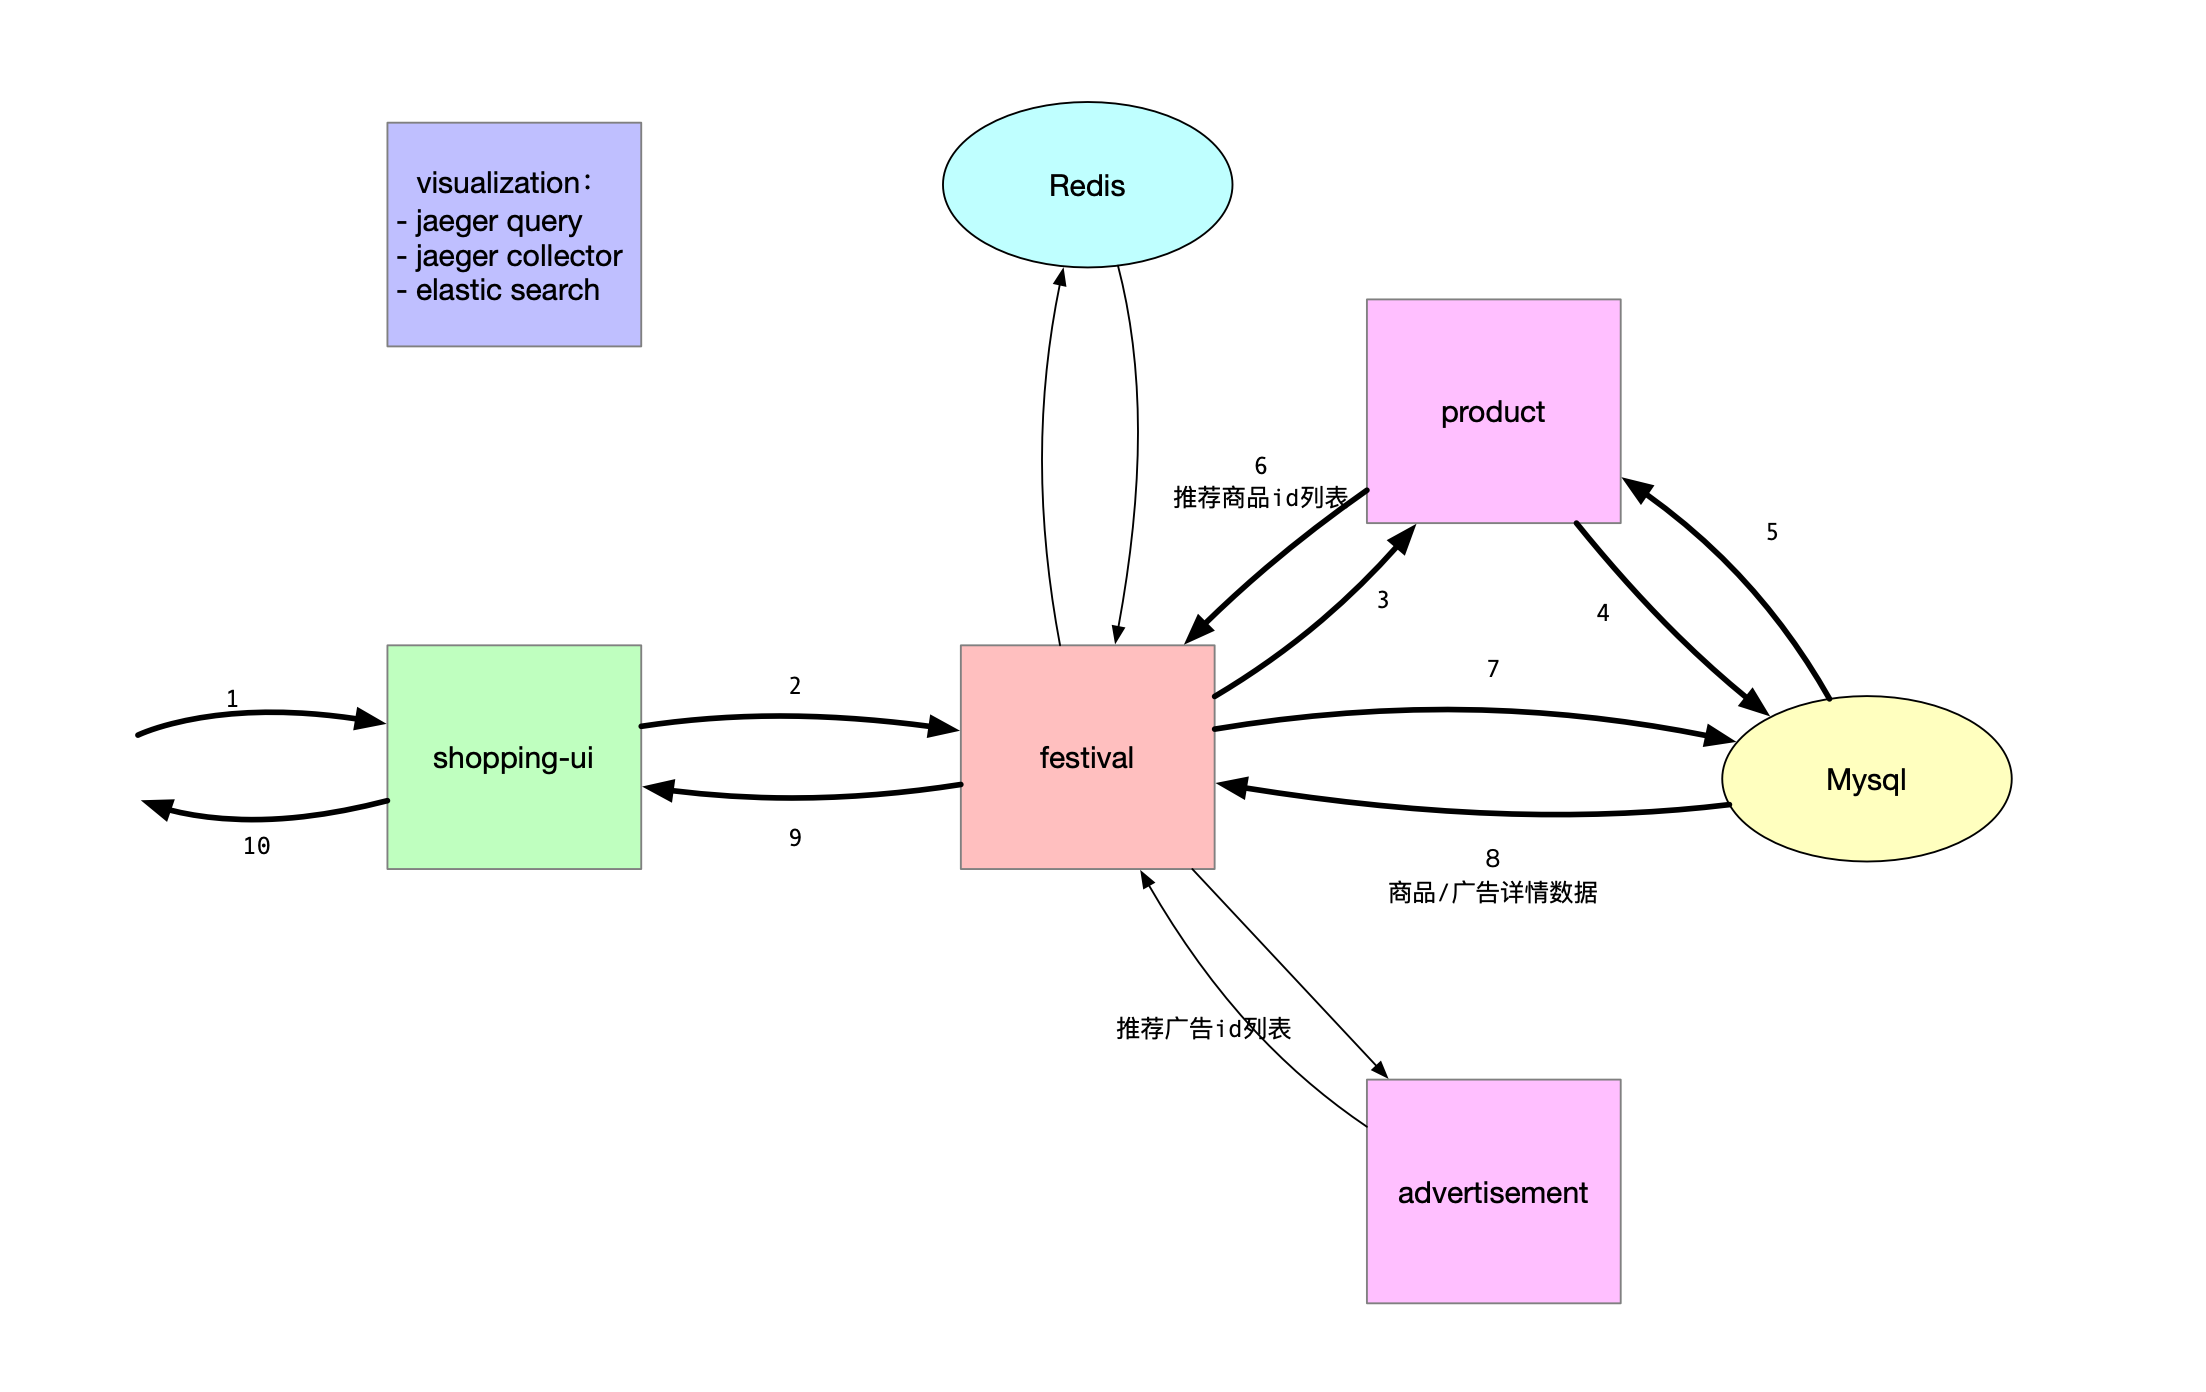 visualization：
- jaeger query
- jaeger collector
- elastic search
Redis
product
6
推荐商品id列表
5
3
4
1
2
7
shopping-ui
festival
Mysql
10
9
8
商品/广告详情数据
推荐广告id列表
advertisement